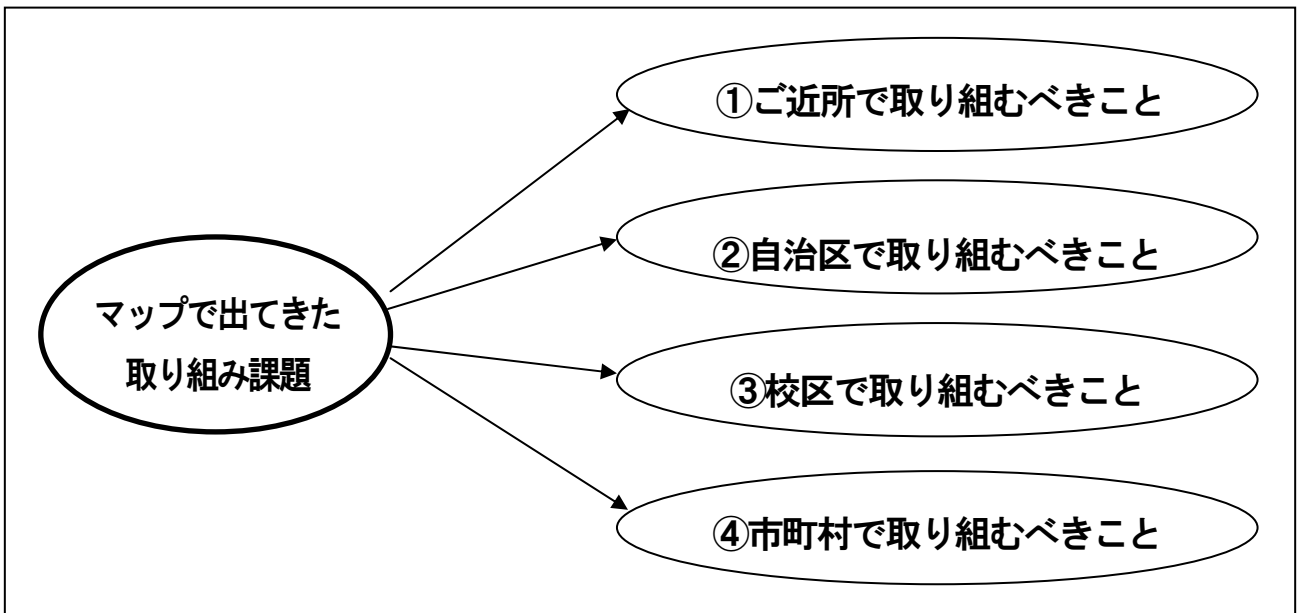 マップで出てきた
取り組み課題
①ご近所で取り組むべきこと
②自治区で取り組むべきこと
③校区で取り組むべきこと
④市町村で取り組むべきこと